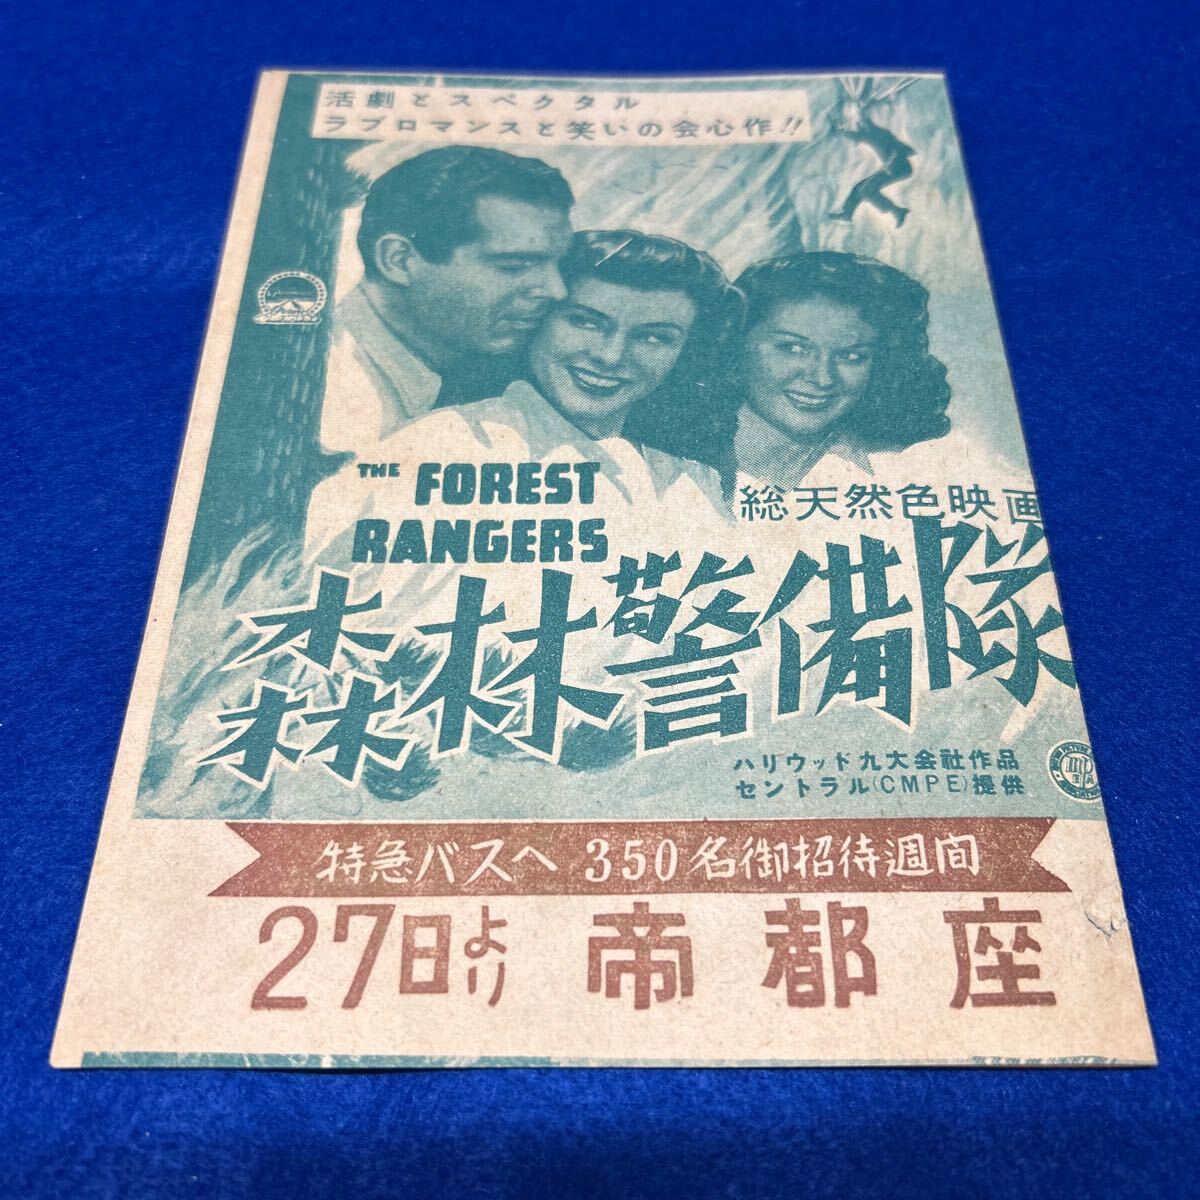 活劇とスペクタル
ラブロマンスと笑いの会心作!!
THE FOREST
RANGERS
総天然色映画
森林警備隊
ハリウッド九大会社作品
セントラル(CMPE)提供
特急バスヘ 350名御招待週間
27日より 帝都座